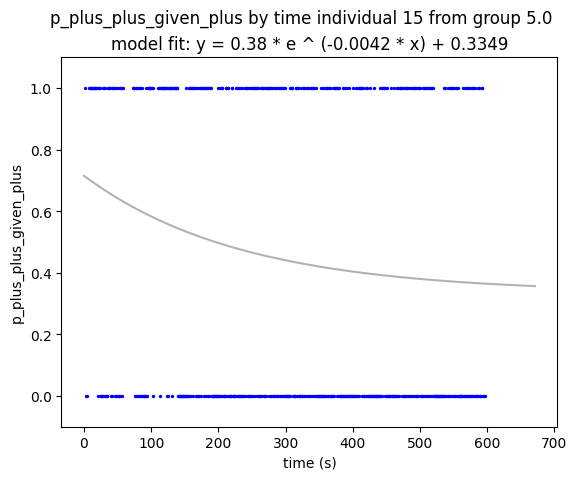 p_plus_plus_given_plus by time individual 15 from group 5.0
model fit: y = 0.38 * e ^ (-0.0042 * x) + 0.3349
1.0
0.8
0.6
0.4
0.2
0.0
p_plus_plus_given_plus
0 100 200 300 400 500 600 700
time (s)